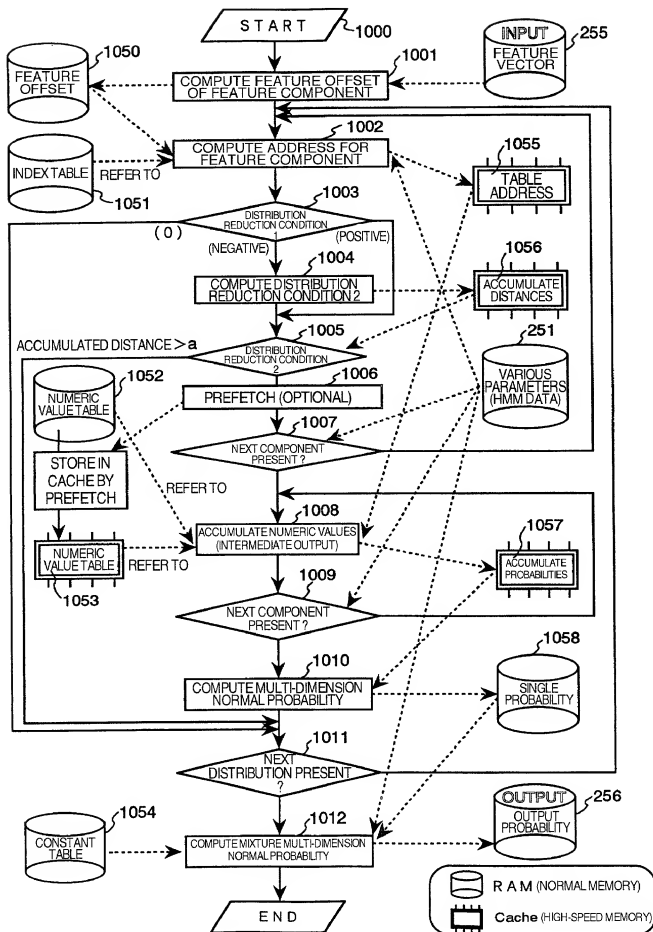 START
1000
1050
FEATURE
OFFSET
1001
COMPUTE FEATURE OFFSET
OF FEATURE COMPONENT
INPUT
FEATURE
VECTOR
255
1002
COMPUTE ADDRESS FOR
FEATURE COMPONENT
INDEX TABLE
REFER TO
1051
1055
TABLE
ADDRESS
1003
DISTRIBUTION
REDUCTION CONDITION
1
(0)
(NEGATIVE)
(POSITIVE)
1004
COMPUTE DISTRIBUTION
REDUCTION CONDITION 2
1056
ACCUMULATE
DISTANCES
1005
ACCUMULATED DISTANCE >a
DISTRIBUTION
REDUCTION CONDITION
2
251
VARIOUS
PARAMETERS
(HMM DATA)
1052
NUMERIC
VALUE TABLE
1006
PREFETCH (OPTIONAL)
1007
NEXT COMPONENT
PRESENT ?
STORE IN
CACHE BY
PREFETCH
REFER TO
1008
ACCUMULATE NUMERIC VALUES
(INTERMEDIATE OUTPUT)
1057
ACCUMULATE
PROBABILITIES
NUMERIC
VALUE TABLE
REFER TO
1053
1009
NEXT COMPONENT
PRESENT ?
1058
SINGLE
PROBABILITY
1010
COMPUTE MULTI-DIMENSION
NORMAL PROBABILITY
1011
NEXT
DISTRIBUTION PRESENT
?
OUTPUT
OUTPUT
PROBABILITY
256
1054
CONSTANT
TABLE
1012
COMPUTE MIXTURE MULTI-DIMENSION
NORMAL PROBABILITY
END
RAM (NORMAL MEMORY)
Cache (HIGH-SPEED MEMORY)